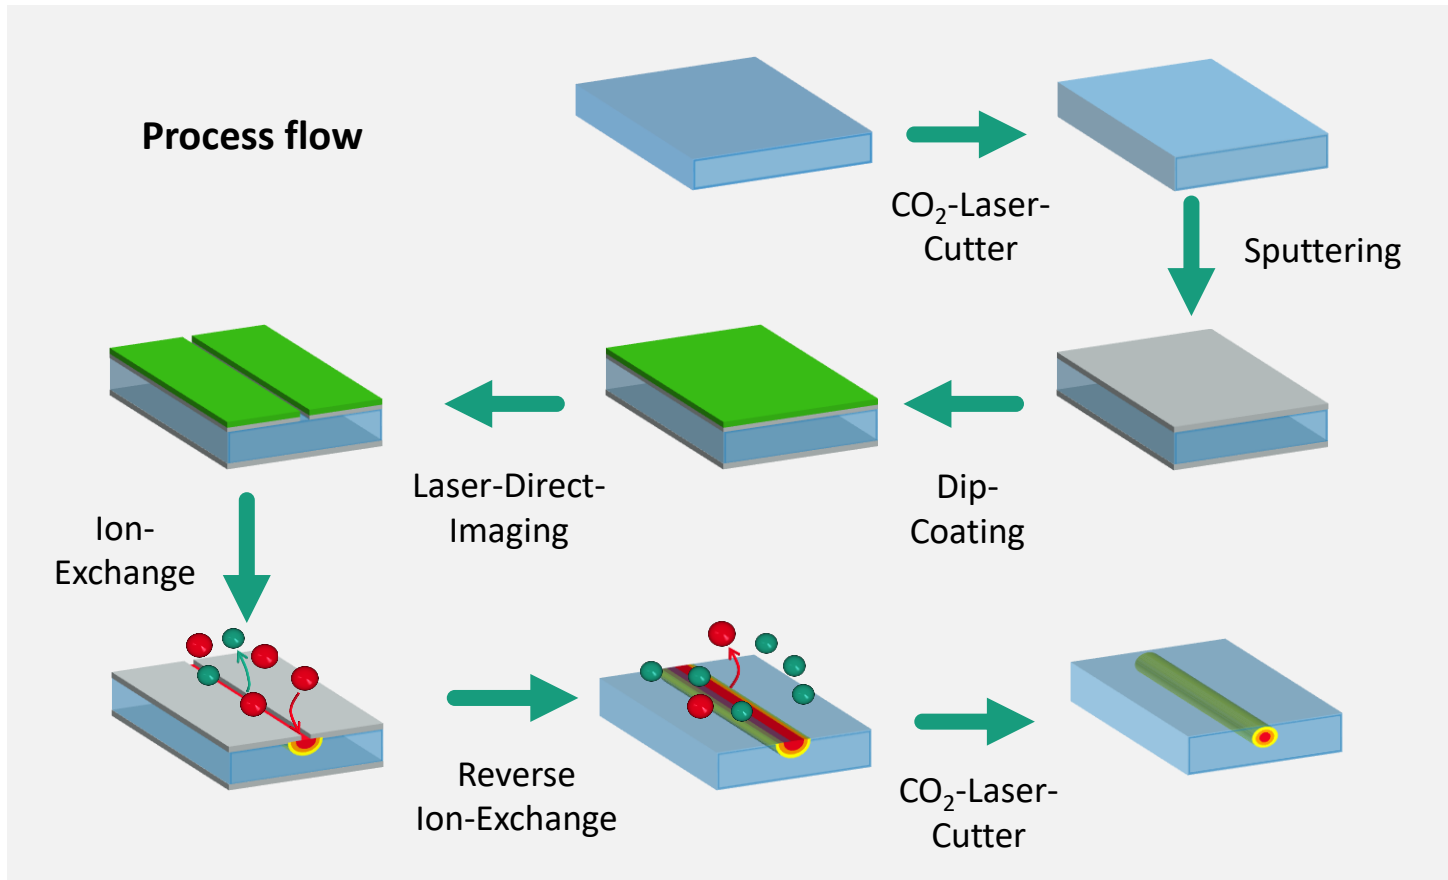 Process flow
CO₂-Laser-
Cutter
Sputtering
Laser-Direct-
Imaging
Dip-
Coating
Ion-
Exchange
Reverse
Ion-Exchange
CO₂-Laser-
Cutter